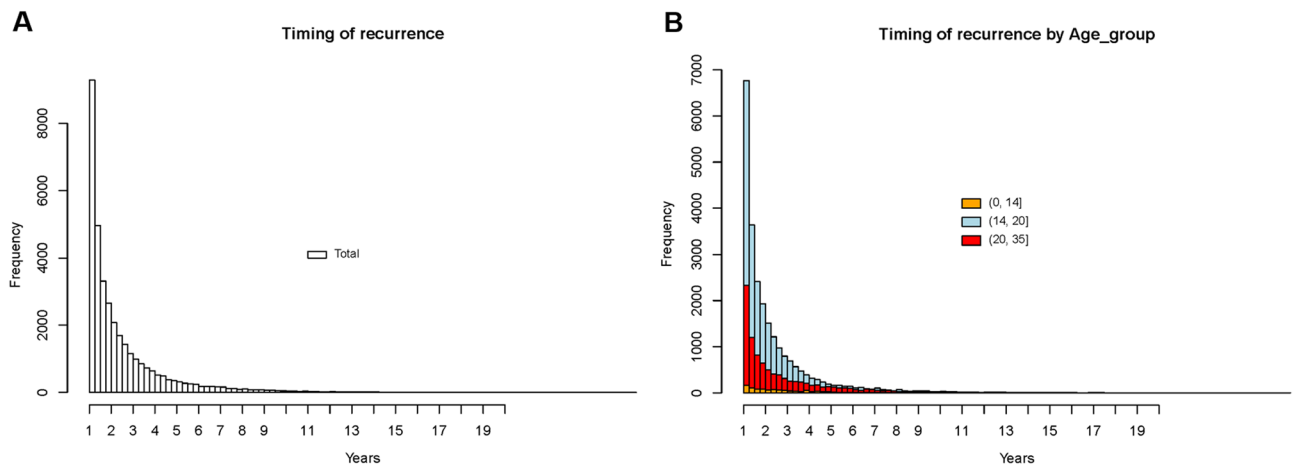 A
Timing of recurrence
Frequency
8000
6000
4000
2000
0
Total
1 2 3 4 5 6 7 8 9 11 13 15 17 19
Years
B
Timing of recurrence by Age_group
Frequency
7000
6000
5000
4000
3000
2000
1000
0
(0, 14]
(14, 20]
(20, 35]
1 2 3 4 5 6 7 8 9 11 13 15 17 19
Years